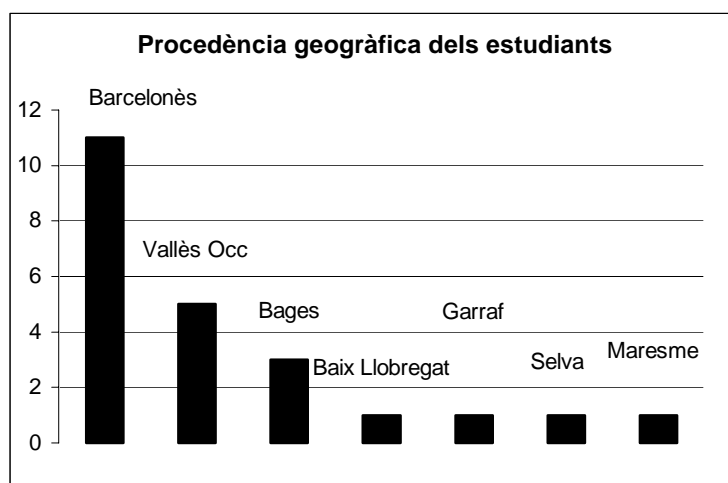 Procedència geogràfica dels estudiants
Barcelonès
12
10
Vallès Occ
8
6
Bages
Garraf
4
Baix Llobregat
Selva
Maresme
2
0